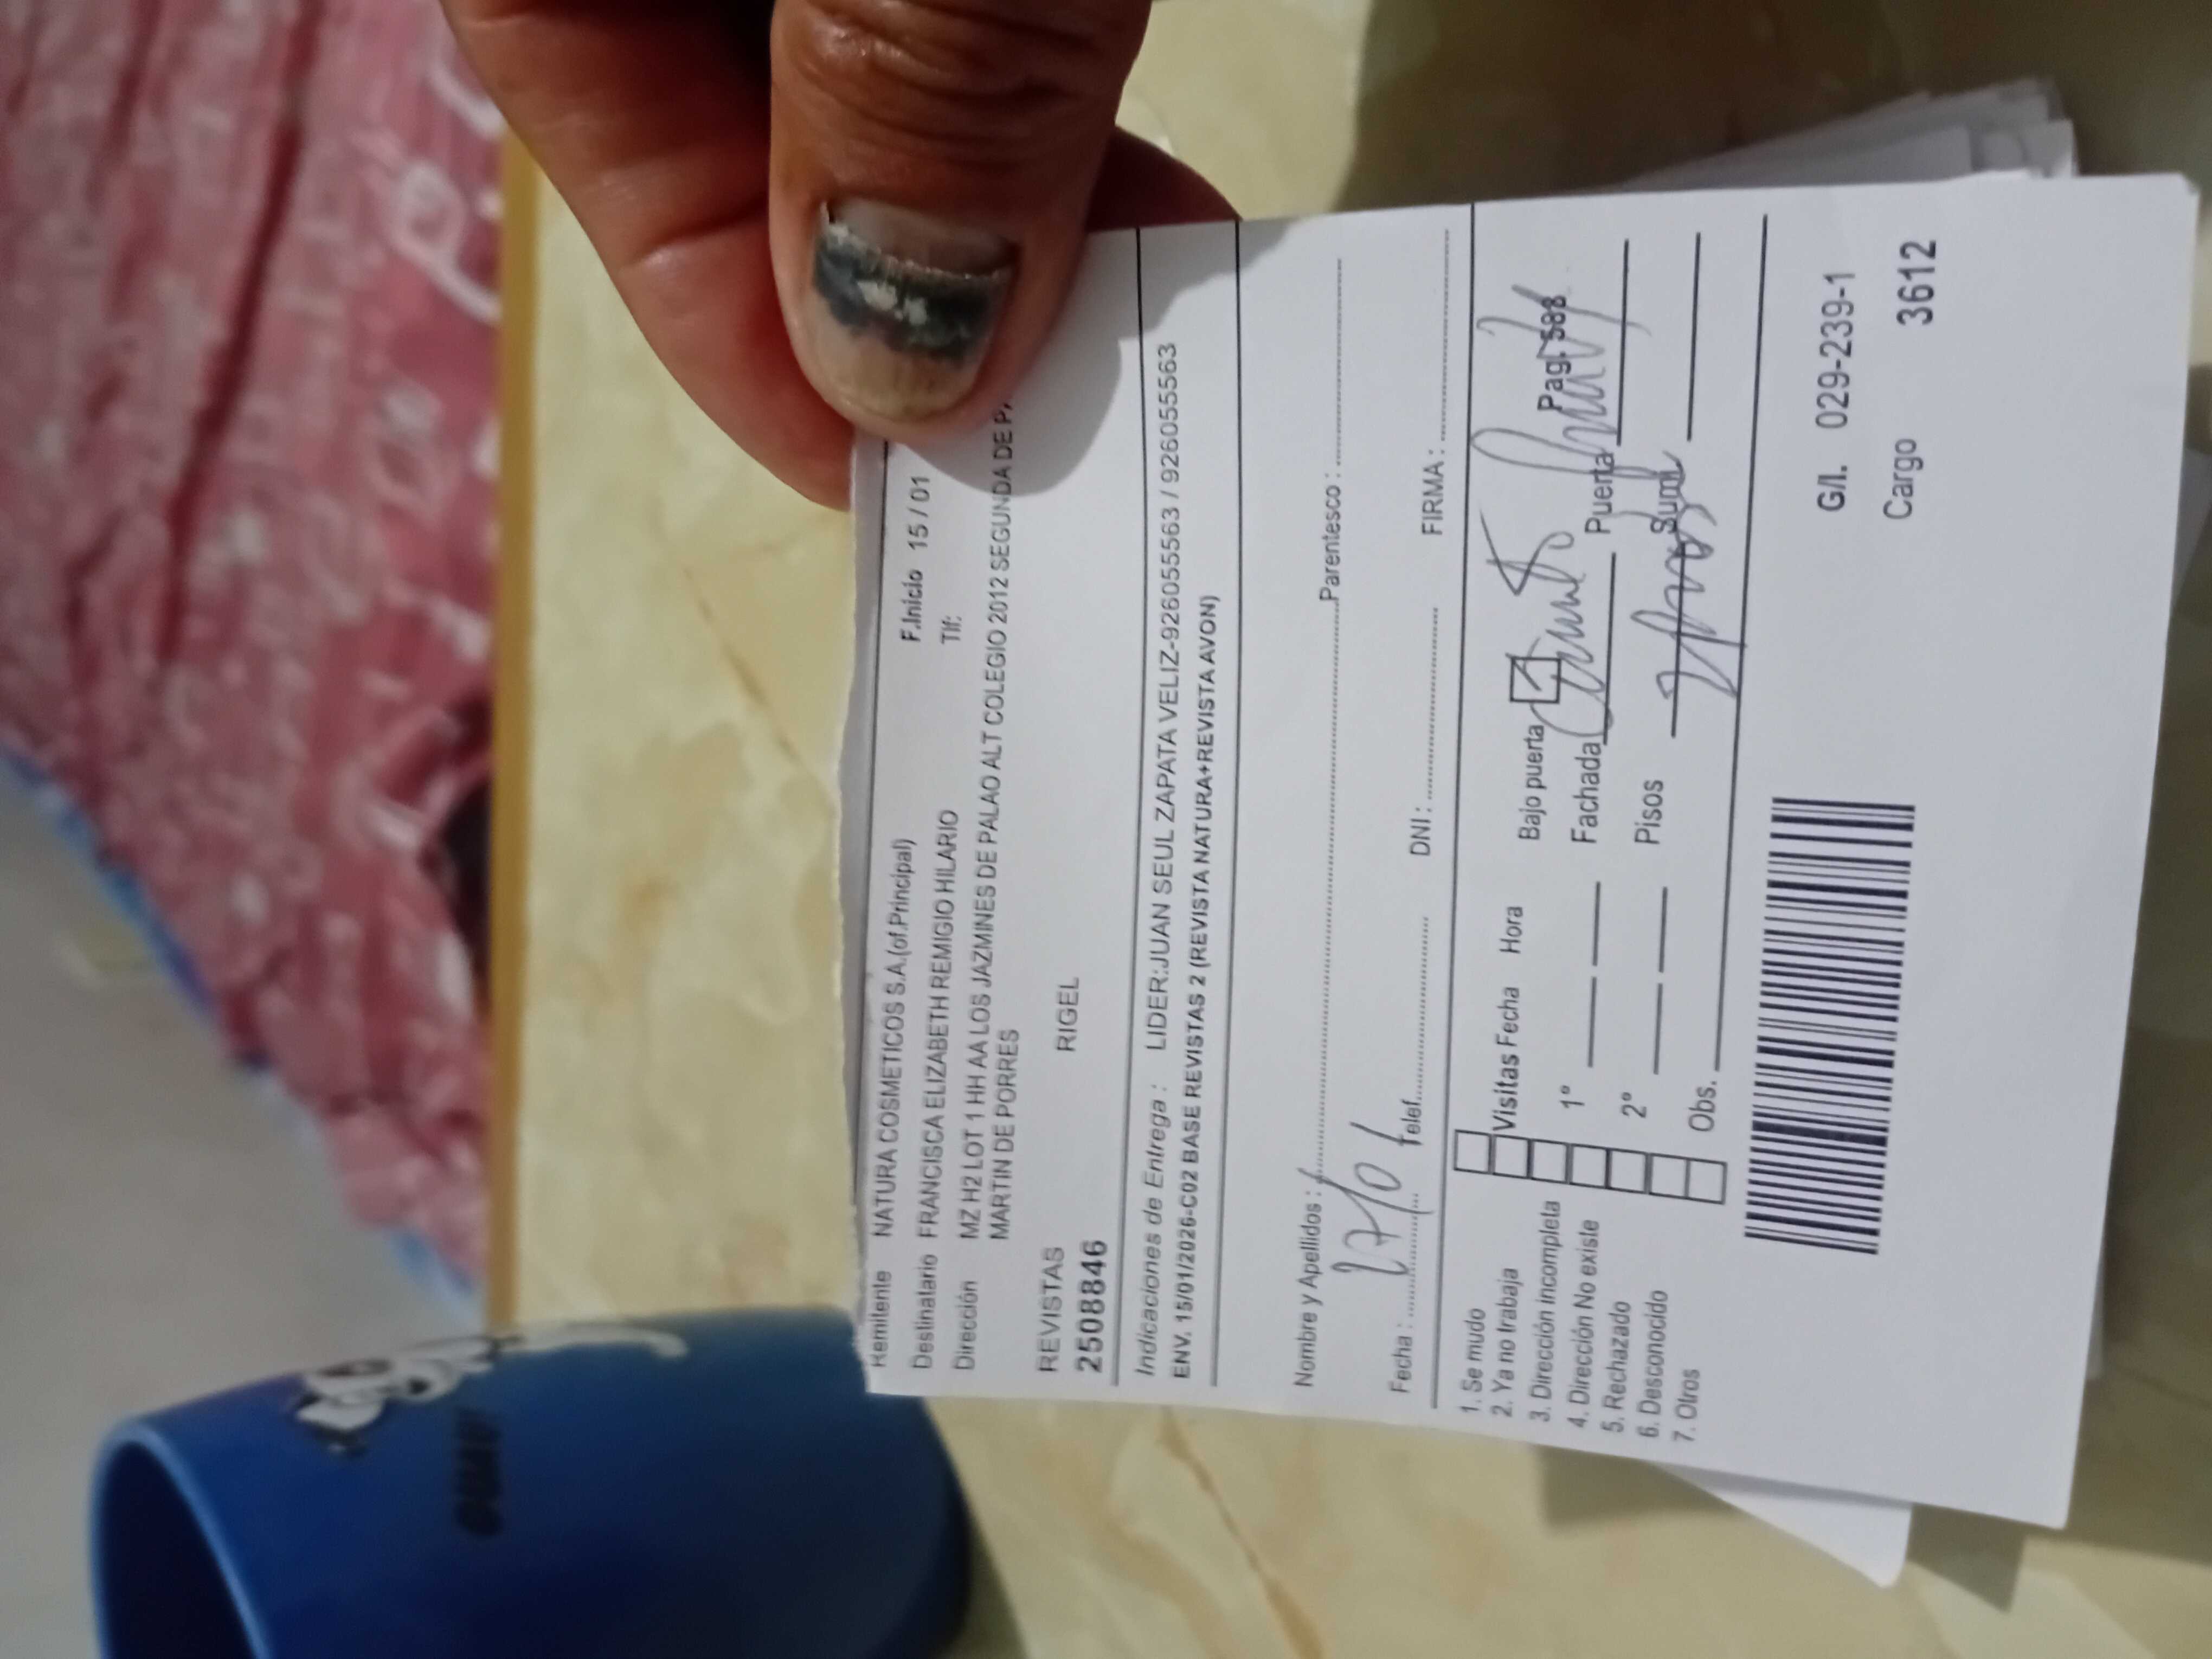 Remitente NATURA COSMETICOS S.A.(of.Principal) F.Inicio 15 / 01
Destinatario FRANCISCA ELIZABETH REMIGIO HILARIO Tlf:
Dirección MZ H2 LOT 1 HH AA LOS JAZMINES DE PALAO ALT COLEGIO 2012 SEGUNDA DE
MARTIN DE PORRES
REVISTAS RIGEL
2508846
Indicaciones de Entrega : LIDER:JUAN SEUL ZAPATA VELIZ-926055563 / 926055563
ENV. 15/01/2026-C02 BASE REVISTAS 2 (REVISTA NATURA+REVISTA AVON)
Nombre y Apellidos : Parentesco :
Fecha : 27/01 Telef. DNI : FIRMA :
1. Se mudo
2. Ya no trabaja
3. Dirección incompleta
4. Dirección No existe
5. Rechazado
6. Desconocido
7. Otros
Visitas Fecha Hora Bajo puerta Pag. 588
1° Fachada Puerta
2° Pisos Sum
Obs.
G/I. 029-239-1
Cargo 3612